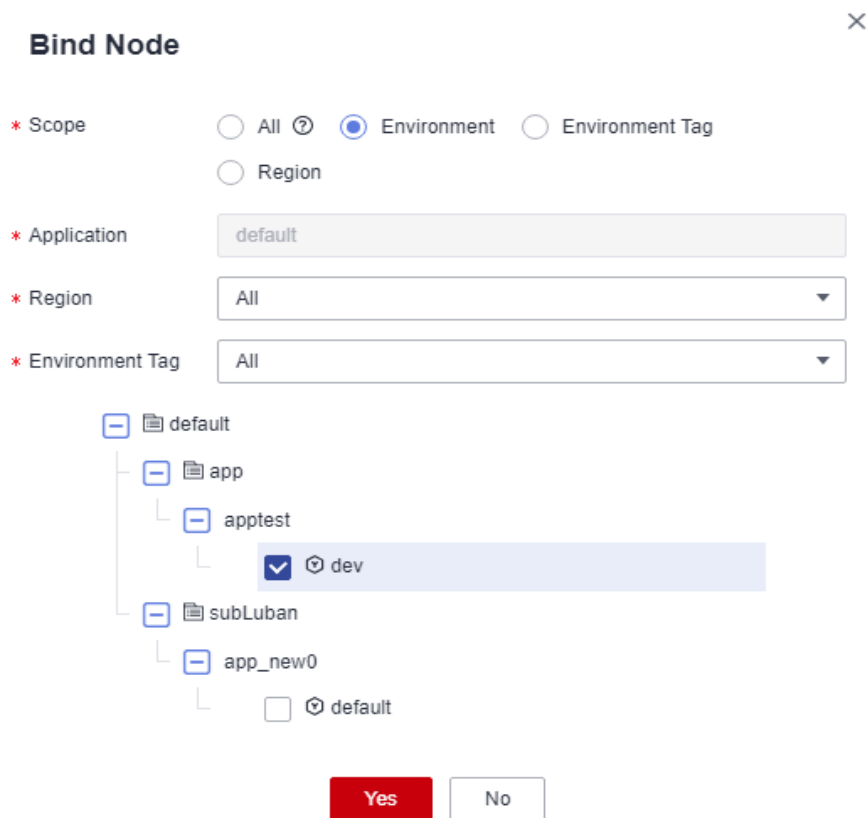 Bind Node
* Scope All Environment Environment Tag
Region
* Application default
* Region All
* Environment Tag All
default
app
apptest
dev
subLuban
app_new0
default
Yes No